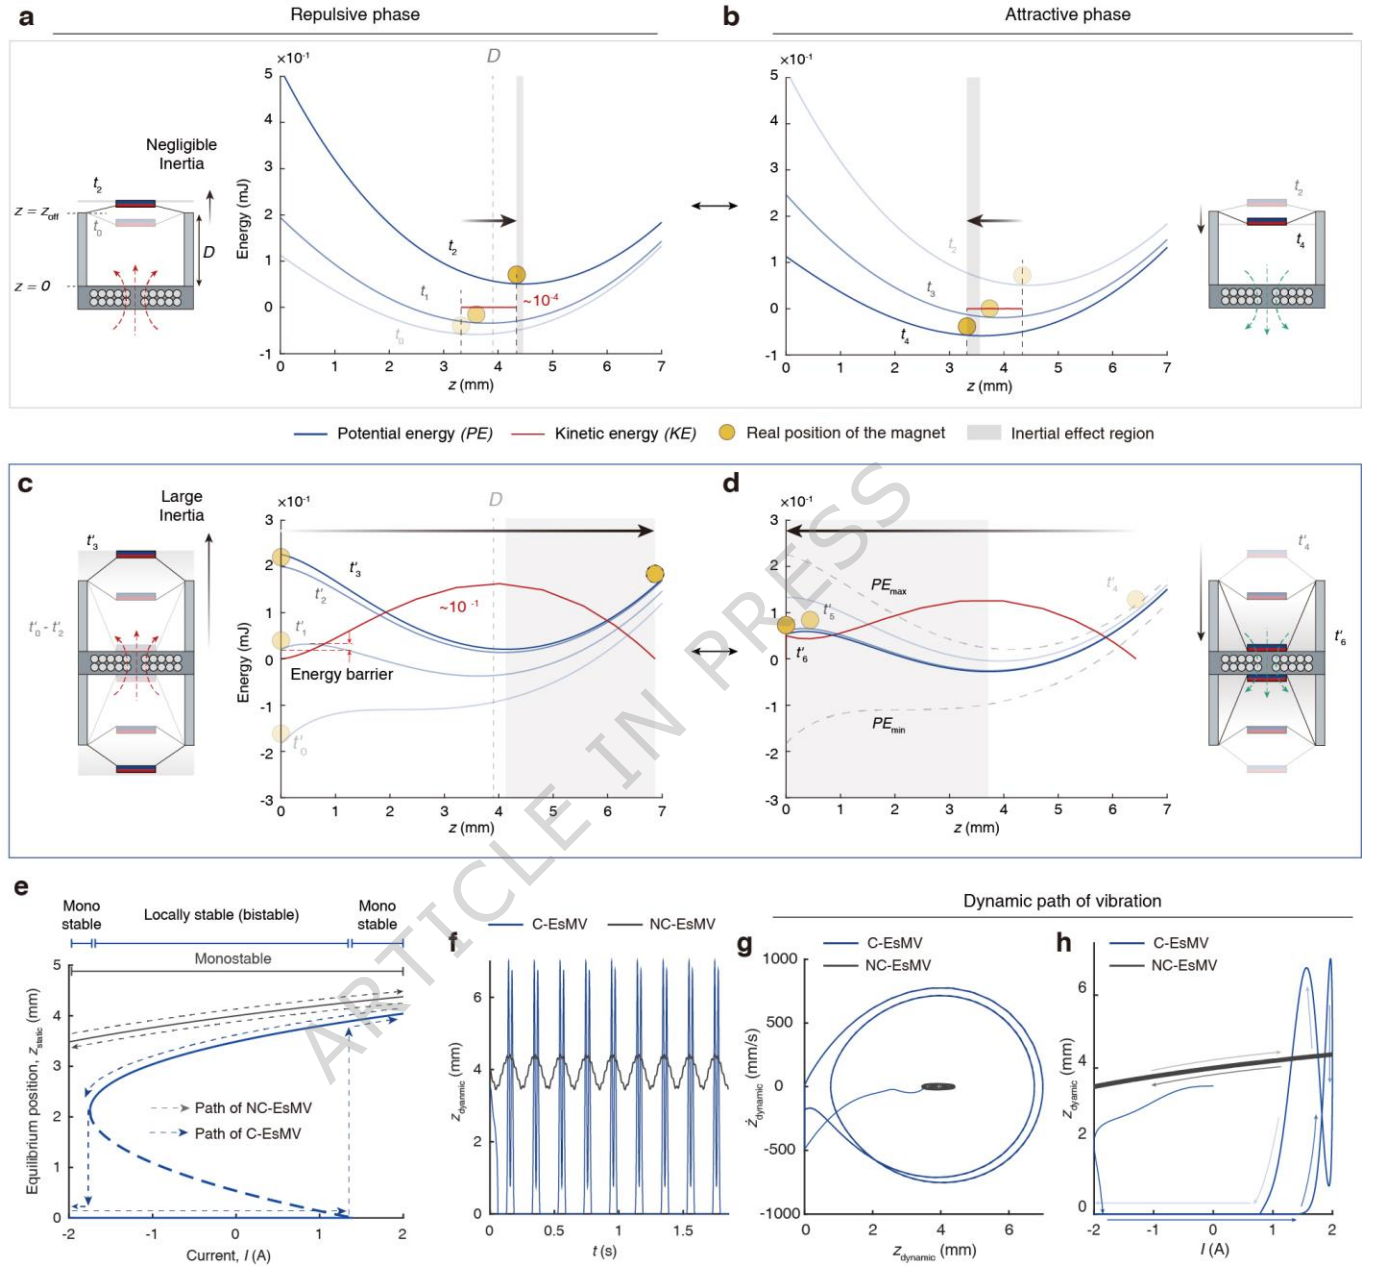 a
Repulsive phase
b
Attractive phase
×10⁻¹
D
5
4
3
2
1
0
-1
Energy (mJ)
0 1 2 3 4 5 6 7
z (mm)
t₂
t₁
t₀
~10⁻⁴
Negligible
Inertia
t₂
z = z_off
t₀
D
z = 0
×10⁻¹
5
4
3
2
1
0
-1
0 1 2 3 4 5 6 7
z (mm)
t₂
t₃
t₄
t₂
t₄
Potential energy (PE)
Kinetic energy (KE)
Real position of the magnet
Inertial effect region
c
Large
Inertia
t'₃
t'₀ - t'₂
×10⁻¹
D
3
2
1
0
-1
-2
-3
Energy (mJ)
0 1 2 3 4 5 6 7
z (mm)
t'₃
t'₂
t'₁
t'₀
~10⁻¹
Energy barrier
d
×10⁻¹
3
2
1
0
-1
-2
-3
0 1 2 3 4 5 6 7
z (mm)
PE_max
PE_min
t'₄
t'₅
t'₆
t'₄
t'₆
ARTICLE IN PRESS
e
Mono
stable
Locally stable (bistable)
Mono
stable
Monostable
5
4
3
2
1
0
Equilibrium position, z_static (mm)
Path of NC-EsMV
Path of C-EsMV
-2 -1 0 1 2
Current, I (A)
f
C-EsMV
NC-EsMV
6
4
2
0
z_dyanmic (mm)
0 0.5 1 1.5
t (s)
Dynamic path of vibration
g
C-EsMV
NC-EsMV
1000
500
0
-500
-1000
ż_dynamic (mm/s)
0 2 4 6
z_dynamic (mm)
h
C-EsMV
NC-EsMV
6
4
2
0
z_dyamic (mm)
-2 -1 0 1 2
I (A)